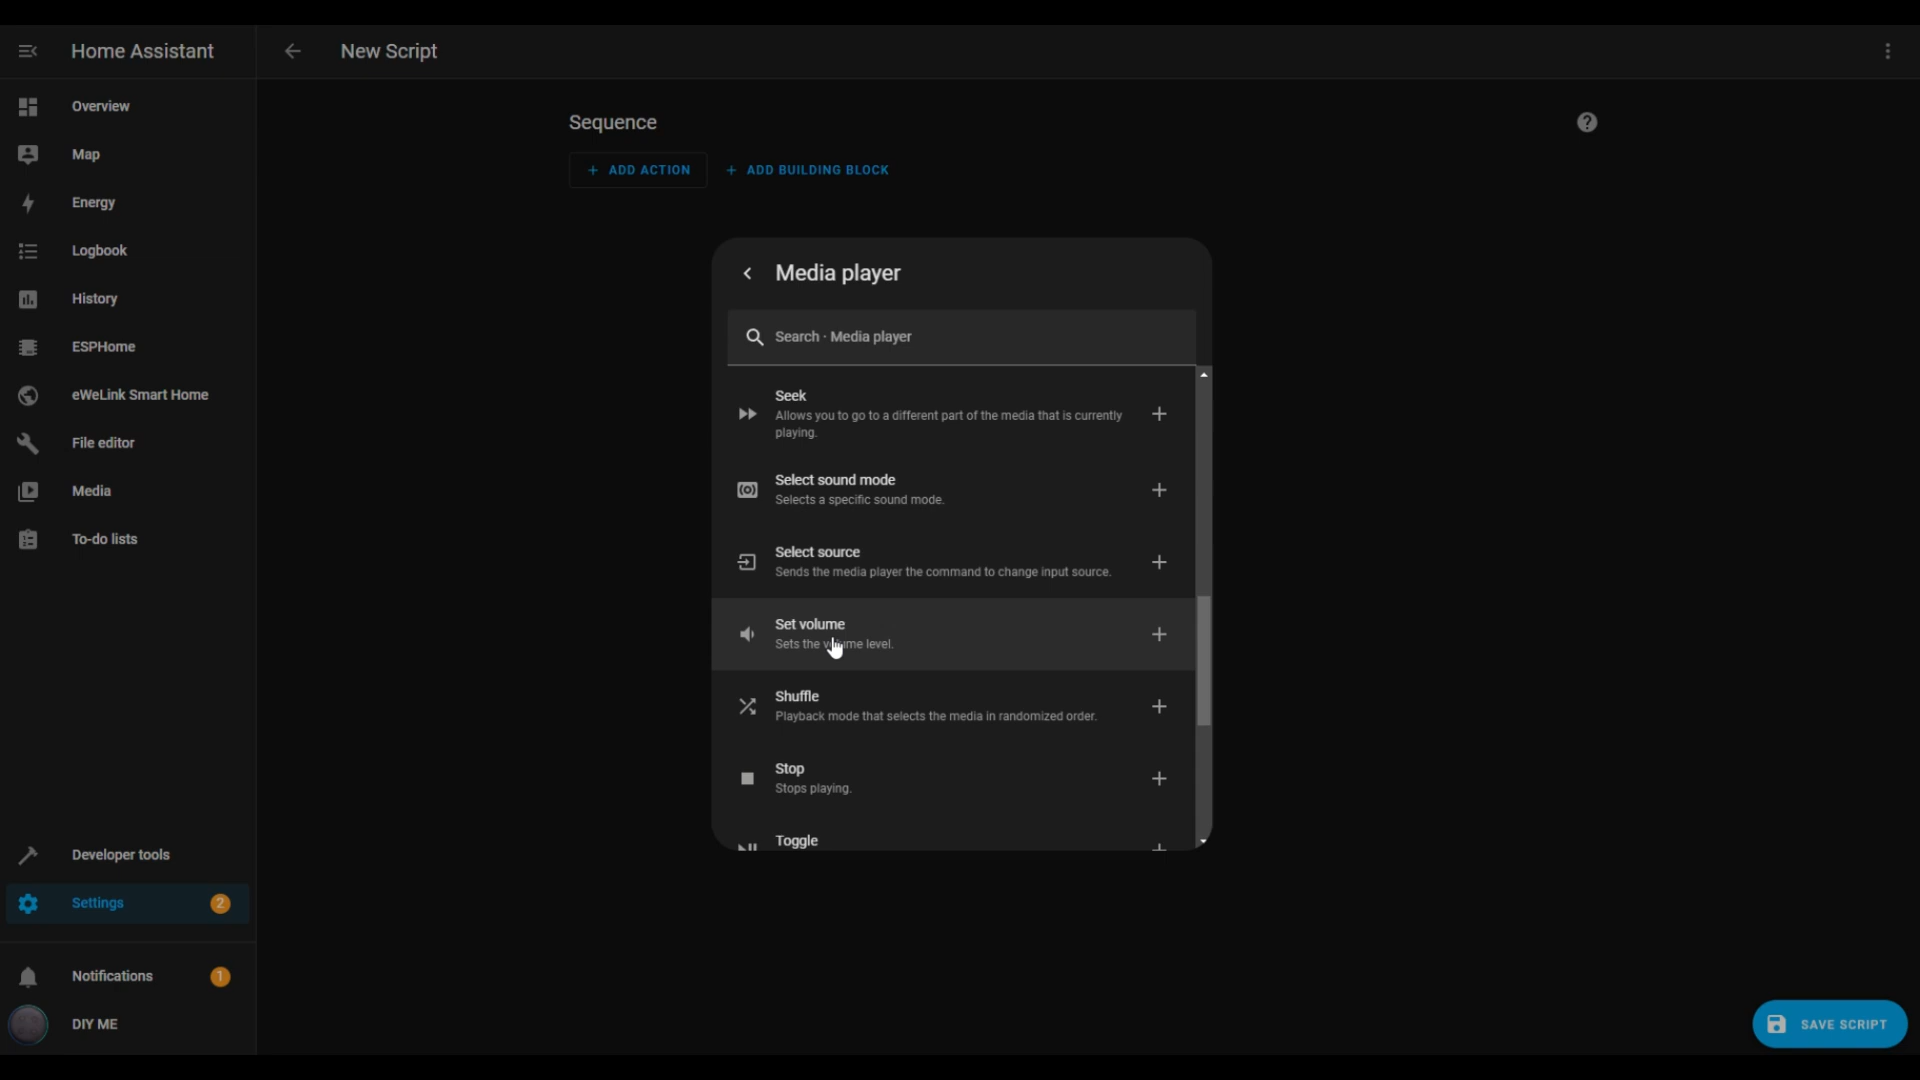 Home Assistant
New Script
Overview
Map
Energy
Logbook
History
ESPHome
eWeLink Smart Home
File editor
Media
To-do lists
Developer tools
Settings 2
Notifications 1
DIY ME
Sequence
+ ADD ACTION
+ ADD BUILDING BLOCK
Media player
Search · Media player
Seek
Allows you to go to a different part of the media that is currently
playing.
Select sound mode
Selects a specific sound mode.
Select source
Sends the media player the command to change input source.
Set volume
Sets the volume level.
Shuffle
Playback mode that selects the media in randomized order.
Stop
Stops playing.
Toggle
SAVE SCRIPT